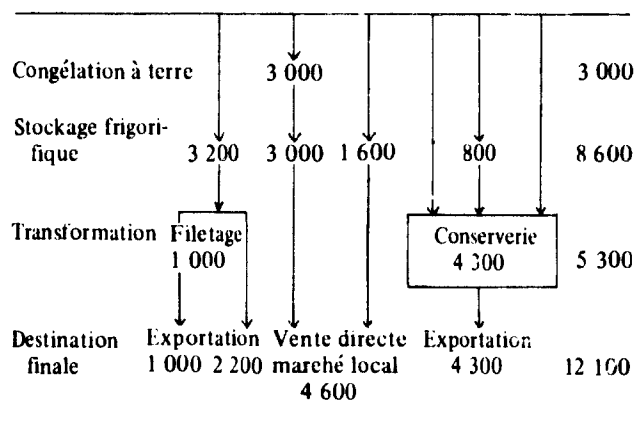 Congélation à terre 3 000 3 000
Stockage frigori-
fique 3 200 3 000 1 600 800 8 600
Transformation Filetage Conserverie
1 000 4 300 5 300
Destination Exportation Vente directe Exportation
finale 1 000 2 200 marché local 4 300 12 100
4 600